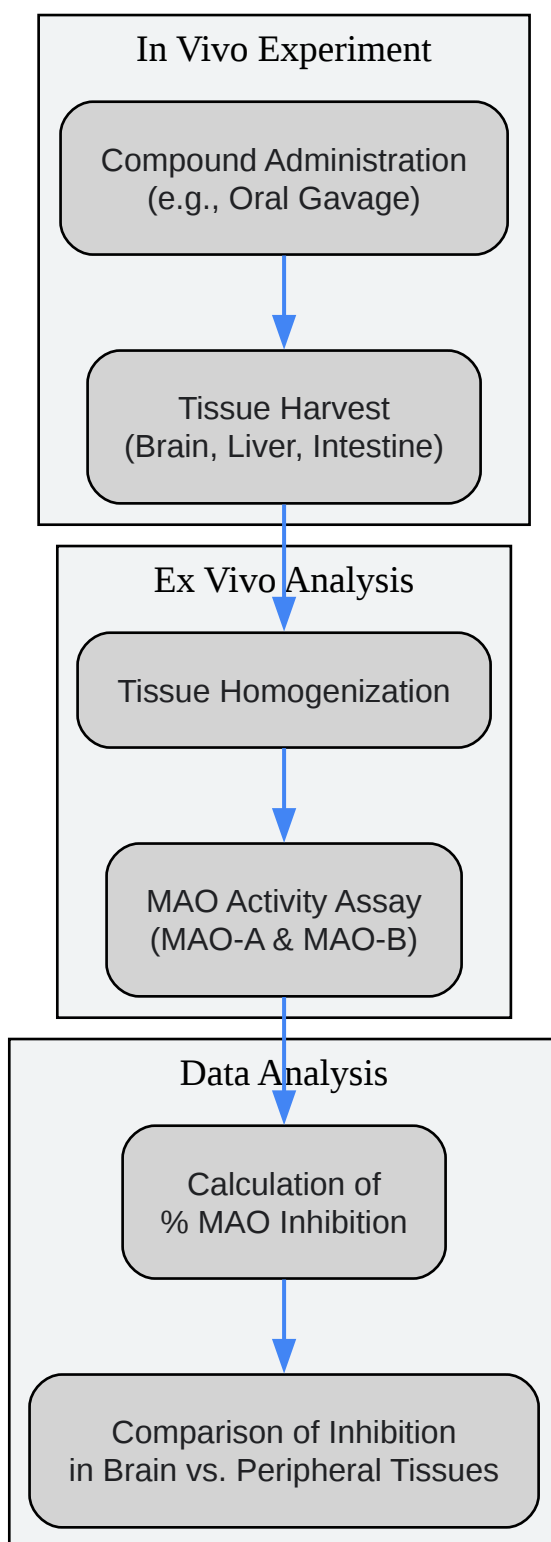 In Vivo Experiment
Compound Administration
(e.g., Oral Gavage)
Tissue Harvest
(Brain, Liver, Intestine)
Ex Vivo Analysis
Tissue Homogenization
MAO Activity Assay
(MAO-A & MAO-B)
Data Analysis
Calculation of
% MAO Inhibition
Comparison of Inhibition
in Brain vs. Peripheral Tissues